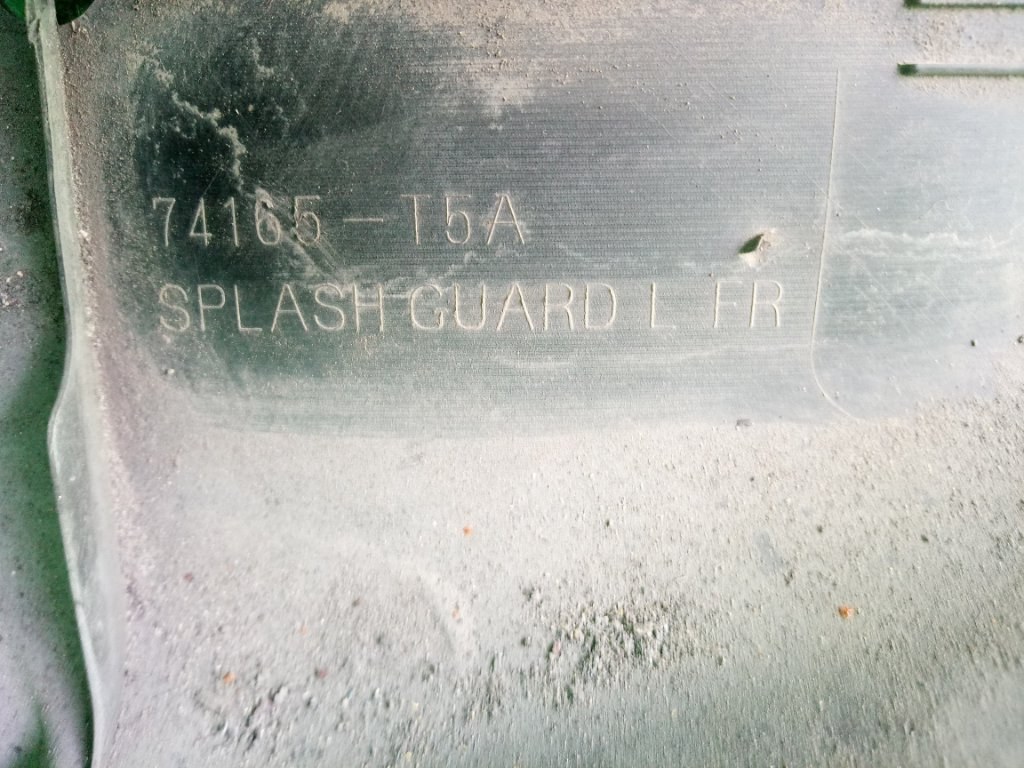 74165-T5A
SPLASH GUARD L FR